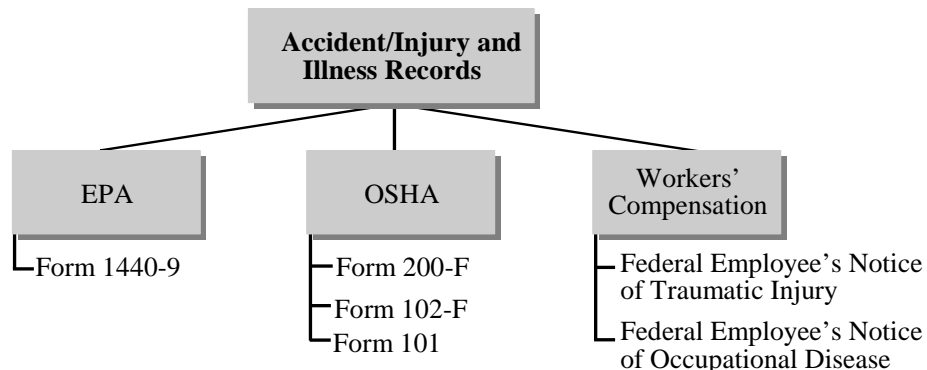 Accident/Injury and
Illness Records
EPA
OSHA
Workers’
Compensation
Form 1440-9
Form 200-F
Form 102-F
Form 101
Federal Employee’s Notice
of Traumatic Injury
Federal Employee’s Notice
of Occupational Disease